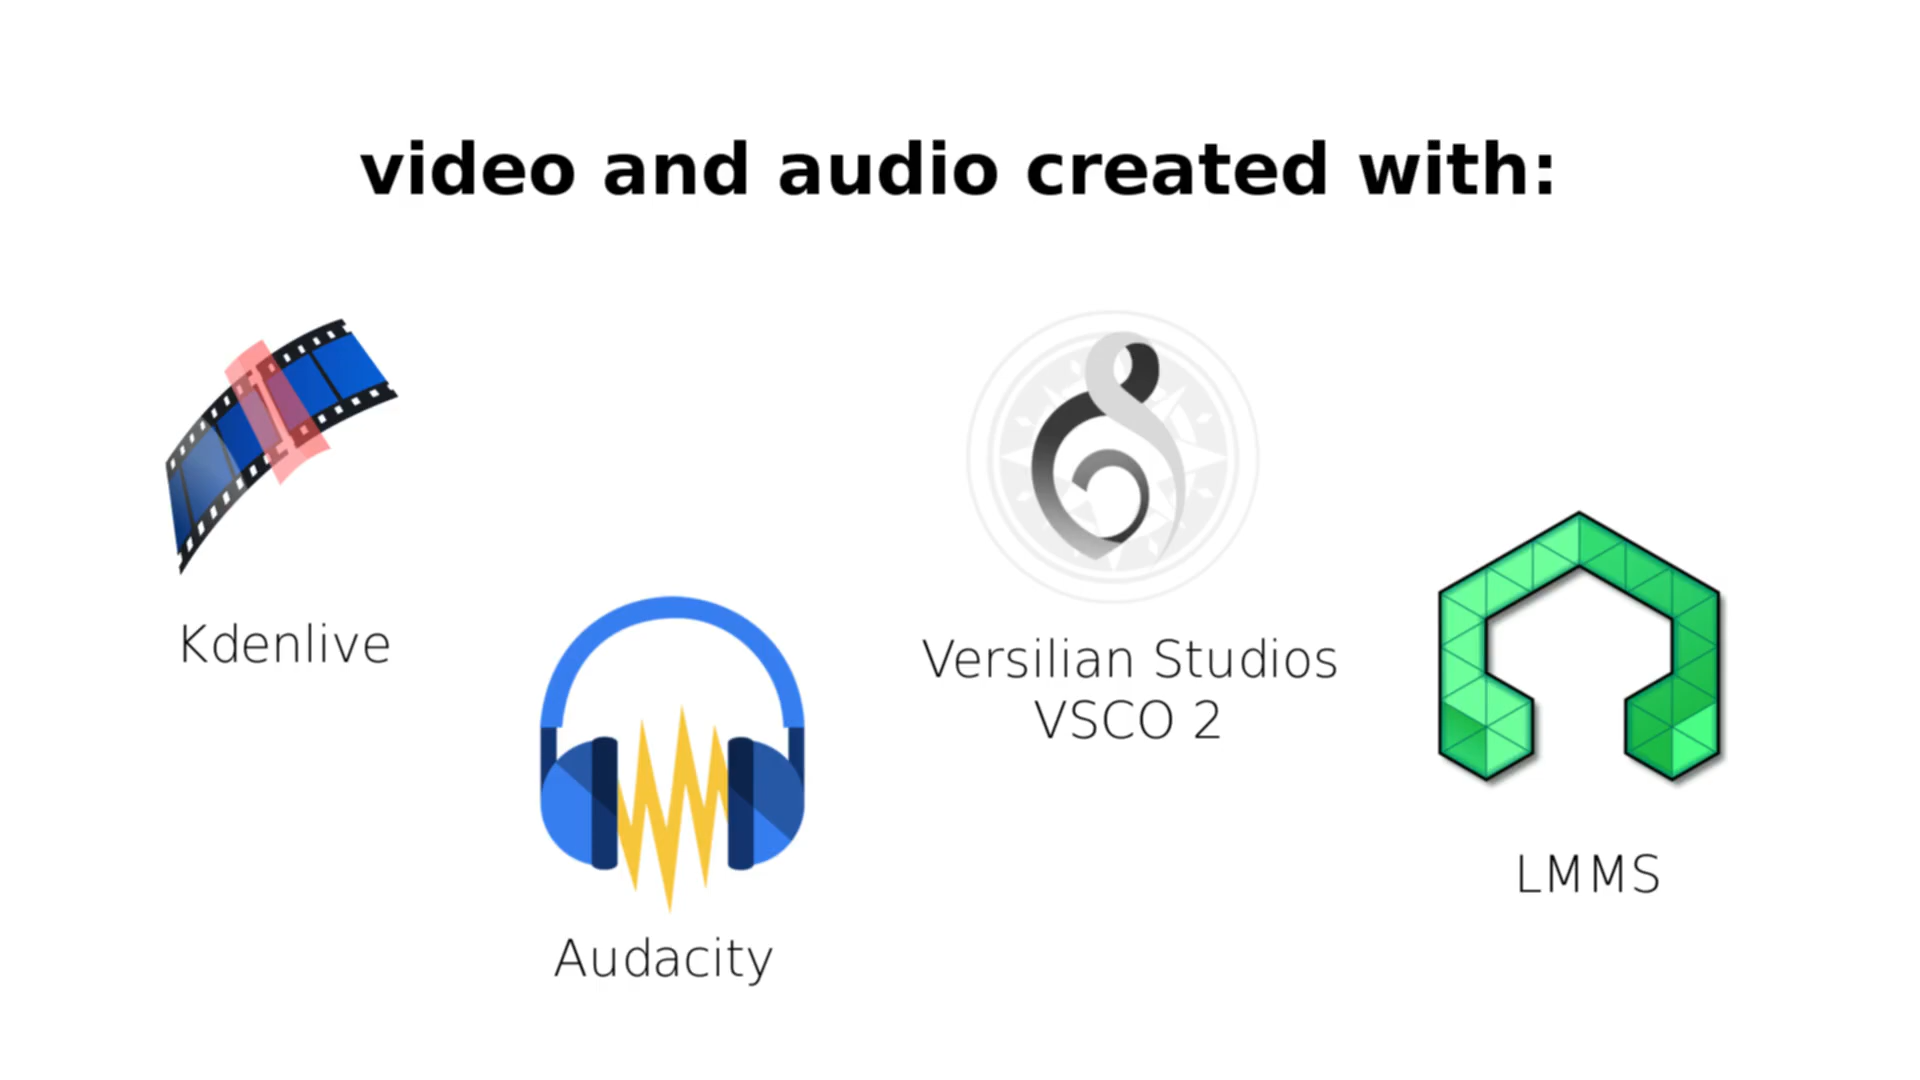 video and audio created with:
Kdenlive
Audacity
Versilian Studios
VSCO 2
LMMS